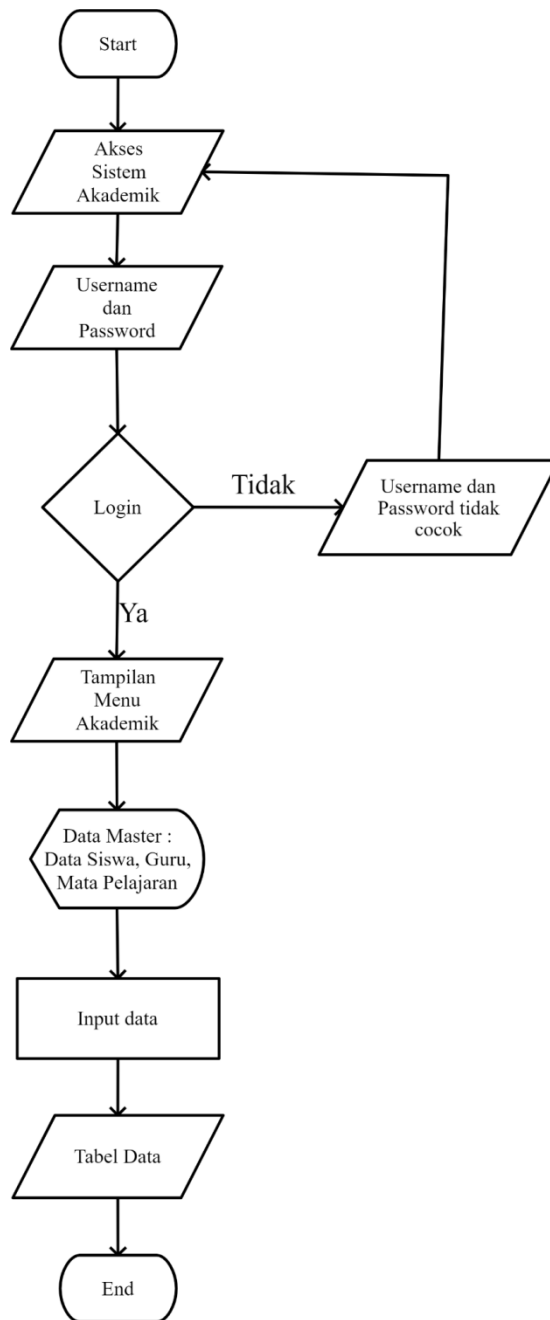 Start
Akses
Sistem
Akademik
Username
dan
Password
Login
Tidak
Username dan
Password tidak
cocok
Ya
Tampilan
Menu
Akademik
Data Master :
Data Siswa, Guru,
Mata Pelajaran
Input data
Tabel Data
End